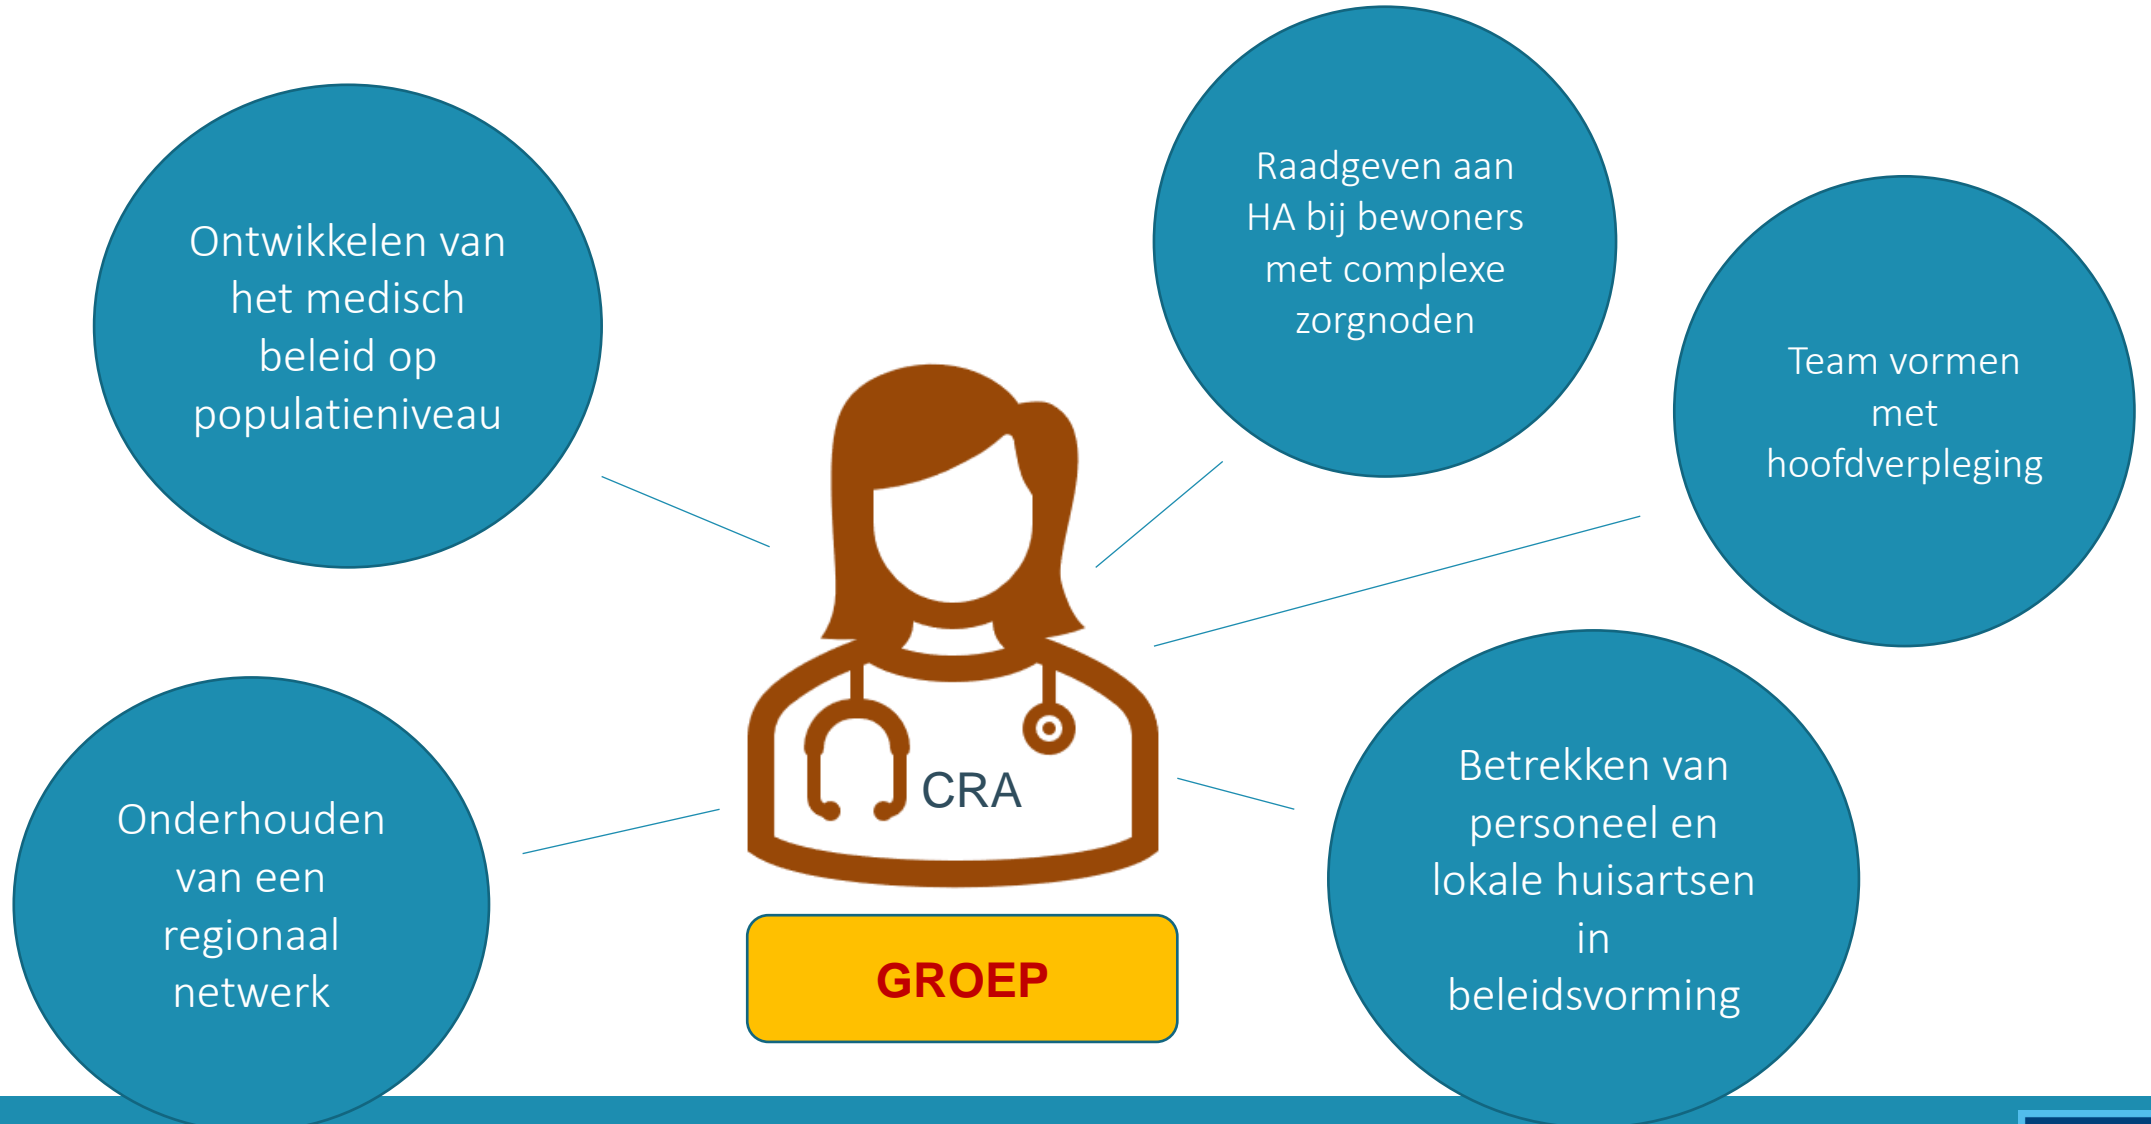 Ontwikkelen van
het medisch
beleid op
populatieniveau
Raadgeven aan
HA bij bewoners
met complexe
zorgnoden
Team vormen
met
hoofdverpleging
CRA
Onderhouden
van een
regionaal
netwerk
Betrekken van
personeel en
lokale huisartsen
in
beleidsvorming
GROEP